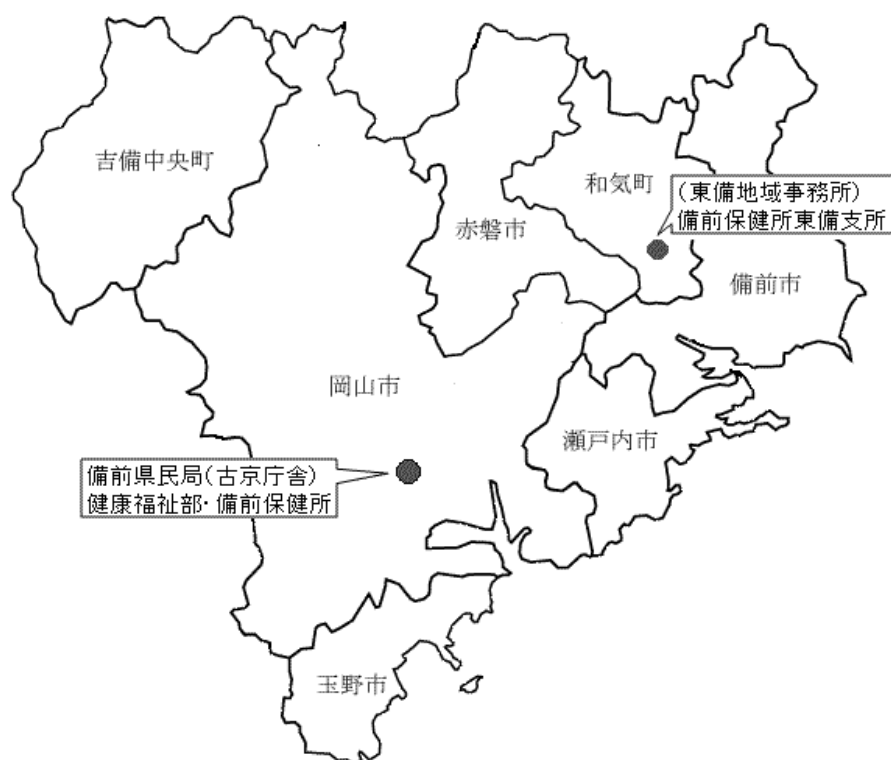 吉備中央町
和気町
(東備地域事務所)
備前保健所東備支所
赤磐市
備前市
岡山市
瀬戸内市
備前県民局(古京庁舎)
健康福祉部・備前保健所
玉野市